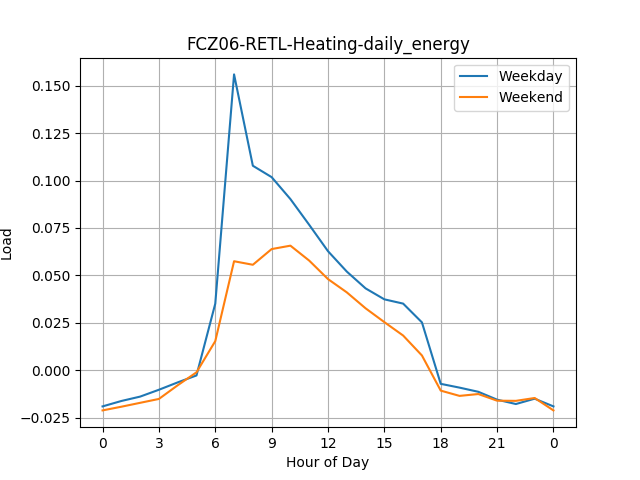 FCZ06-RETL-Heating-daily_energy
Weekday
Weekend
0.150
0.125
0.100
0.075
0.050
0.025
0.000
−0.025
Load
0 3 6 9 12 15 18 21 0
Hour of Day